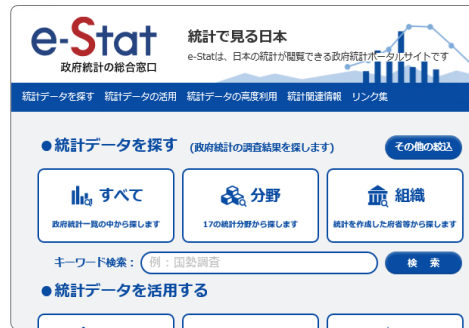 e-Stat
政府統計の総合窓口
統計で見る日本
e-Statは、日本の統計が閲覧できる政府統計ポータルサイトです
統計データを探す 統計データの活用 統計データの高度利用 統計関連情報 リンク集
●統計データを探す (政府統計の調査結果を探します) その他の絞込
すべて
政府統計一覧の中から探します
分野
17の統計分野から探します
組織
統計を作成した府省等から探します
キーワード検索： 例：国勢調査 検 索
●統計データを活用する